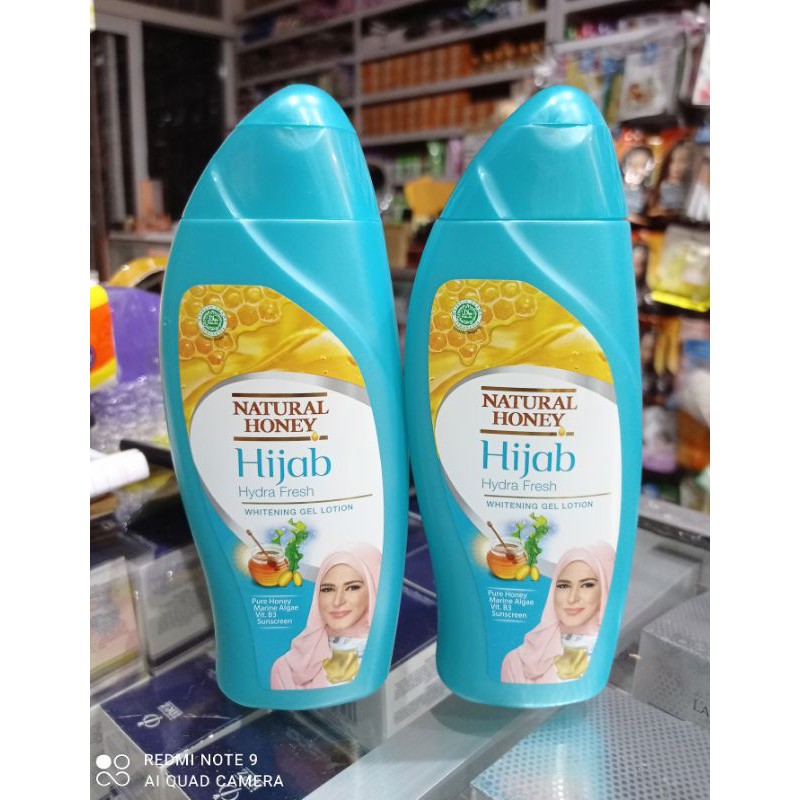 NATURAL
HONEY
Hijab
Hydra Fresh
WHITENING GEL LOTION
Pure Honey
Marine Algae
Vit. B3
Sunscreen
NATURAL
HONEY
Hijab
Hydra Fresh
WHITENING GEL LOTION
Pure Honey
Marine Algae
Vit. B3
Sunscreen
LA
REDMI NOTE 9
AI QUAD CAMERA